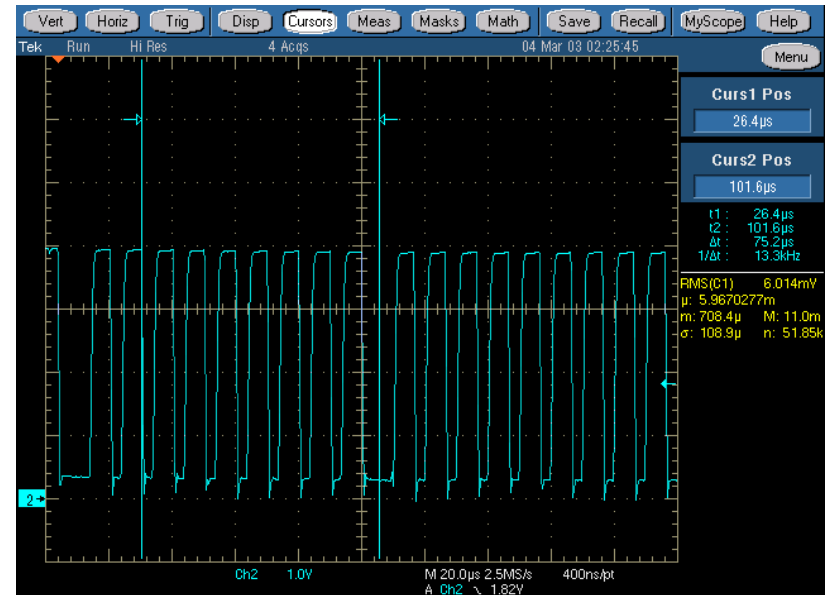 Vert Horiz Trig Disp Cursors Meas Masks Math Save Recall MyScope Help
Tek Run Hi Res 4 Acqs 04 Mar 03 02:25:45
Menu
Curs1 Pos
26.4µs
Curs2 Pos
101.6µs
t1 : 26.4µs
t2 : 101.6µs
Δt : 75.2µs
1/Δt : 13.3kHz
RMS(C1) 6.014mV
µ: 5.9670277m
m: 708.4µ M: 11.0m
σ: 108.9µ n: 51.85k
2
Ch2 1.0V M 20.0µs 2.5MS/s 400ns/pt
A Ch2 1.82V